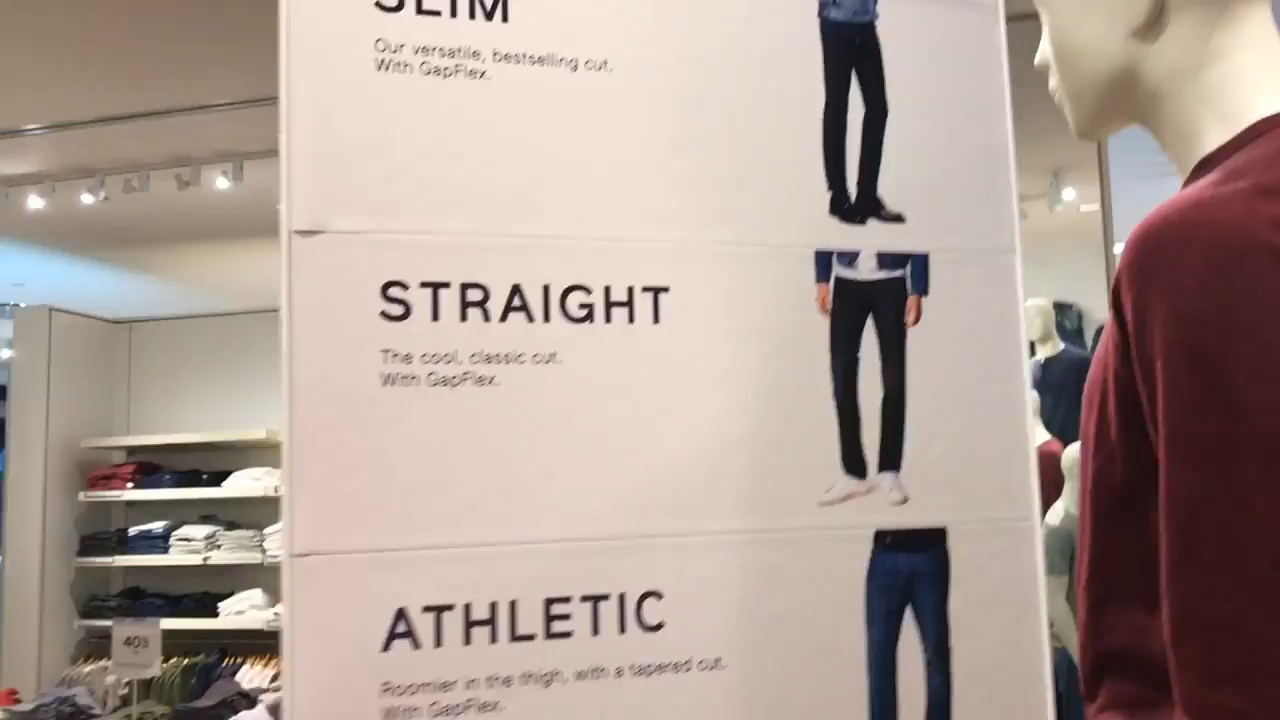 SLIM
Our versatile, bestselling cut.
With GapFlex.
STRAIGHT
The cool, classic cut.
With GapFlex.
ATHLETIC
Roomier in the thigh, with a tapered cut.
With GapFlex.